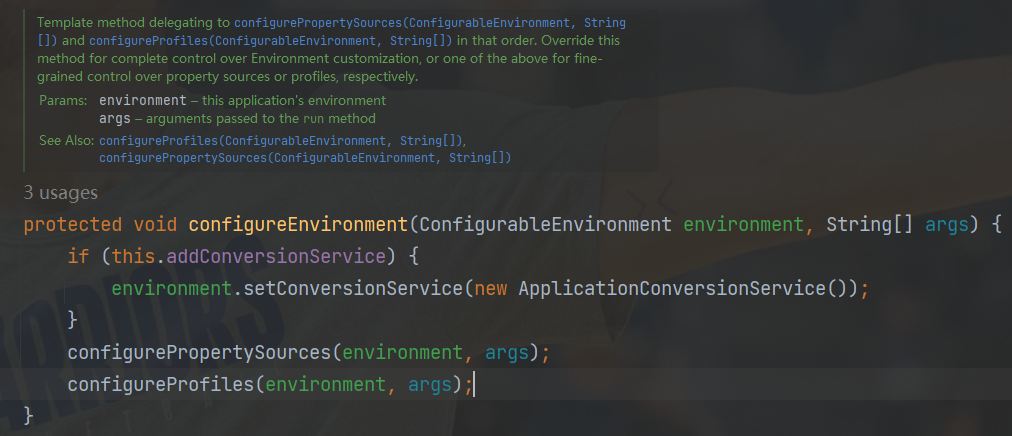 Template method delegating to configurePropertySources(ConfigurableEnvironment, String
[]) and configureProfiles(ConfigurableEnvironment, String[]) in that order. Override this
method for complete control over Environment customization, or one of the above for fine-
grained control over property sources or profiles, respectively.
Params: environment – this application's environment
args – arguments passed to the run method
See Also: configureProfiles(ConfigurableEnvironment, String[]),
configurePropertySources(ConfigurableEnvironment, String[])
3 usages
protected void configureEnvironment(ConfigurableEnvironment environment, String[] args) {
if (this.addConversionService) {
environment.setConversionService(new ApplicationConversionService());
}
configurePropertySources(environment, args);
configureProfiles(environment, args);
}